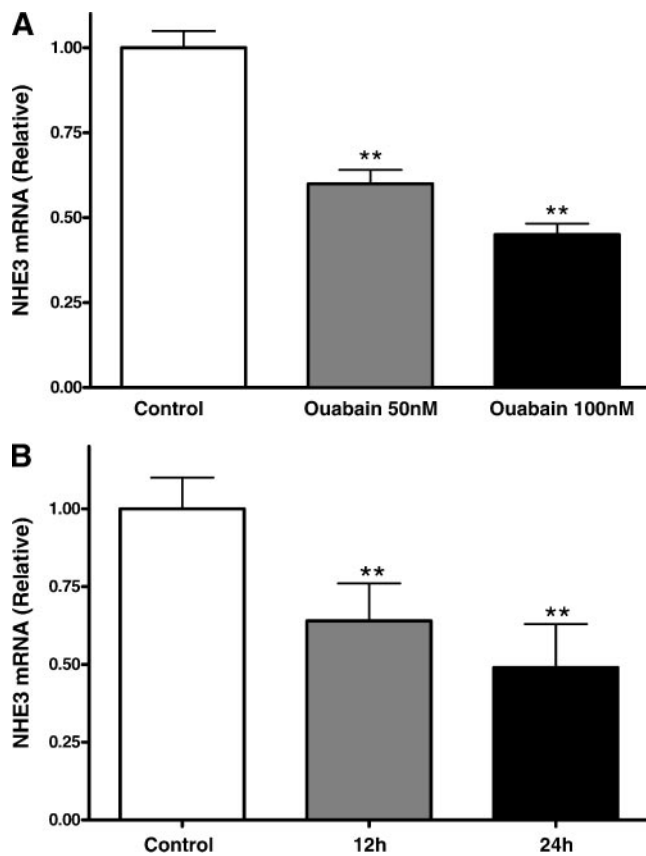 A
NHE3 mRNA (Relative)
1.00
0.75
0.50
0.25
0.00
**
**
Control Ouabain 50nM Ouabain 100nM
B
NHE3 mRNA (Relative)
1.00
0.75
0.50
0.25
0.00
**
**
Control 12h 24h